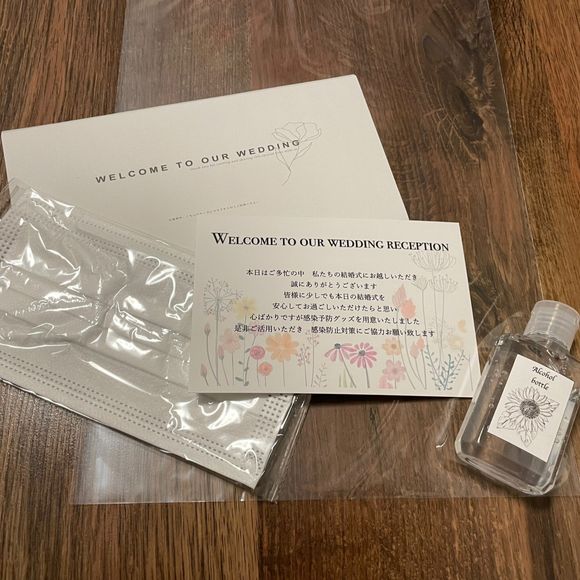 WELCOME TO OUR WEDDING
WELCOME TO OUR WEDDING RECEPTION
本日はご多忙の中　私たちの結婚式にお越しいただき
誠にありがとうございます
皆様に少しでも本日の結婚式を
安心してお過ごしいただけたらと思い
心ばかりですが感染予防グッズを用意いたしました
是非ご活用いただき　感染防止対策にご協力お願い致します
Alcohol
bottle